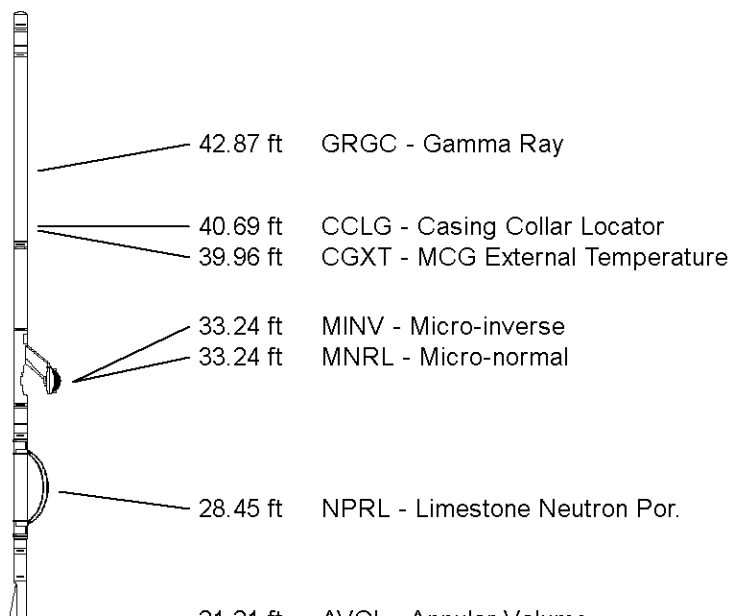 42.87 ft GRGC - Gamma Ray
40.69 ft CCLG - Casing Collar Locator
39.96 ft CGXT - MCG External Temperature
33.24 ft MINV - Micro-inverse
33.24 ft MNRL - Micro-normal
28.45 ft NPRL - Limestone Neutron Por.